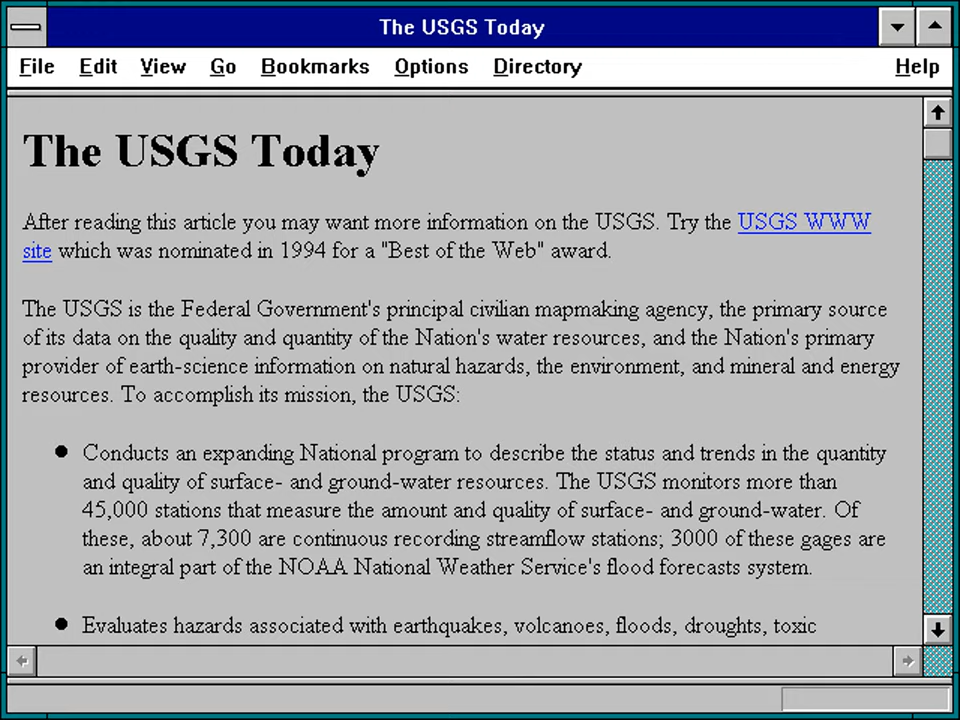 The USGS Today
File Edit View Go Bookmarks Options Directory Help
The USGS Today
After reading this article you may want more information on the USGS. Try the USGS WWW
site which was nominated in 1994 for a "Best of the Web" award.
The USGS is the Federal Government's principal civilian mapmaking agency, the primary source
of its data on the quality and quantity of the Nation's water resources, and the Nation's primary
provider of earth-science information on natural hazards, the environment, and mineral and energy
resources. To accomplish its mission, the USGS:
● Conducts an expanding National program to describe the status and trends in the quantity
and quality of surface- and ground-water resources. The USGS monitors more than
45,000 stations that measure the amount and quality of surface- and ground-water. Of
these, about 7,300 are continuous recording streamflow stations; 3000 of these gages are
an integral part of the NOAA National Weather Service's flood forecasts system.
● Evaluates hazards associated with earthquakes, volcanoes, floods, droughts, toxic